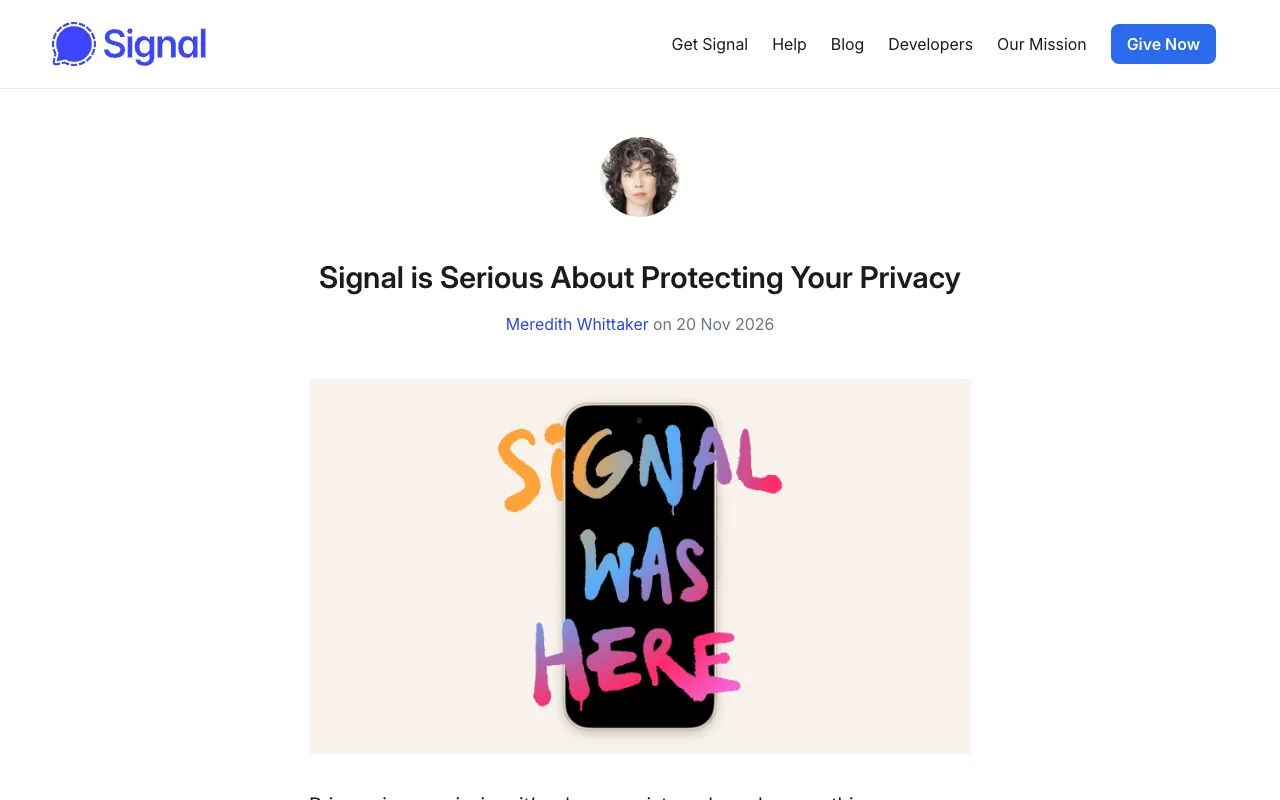 Signal
Get Signal
Help
Blog
Developers
Our Mission
Give Now
Signal is Serious About Protecting Your Privacy
Meredith Whittaker on 20 Nov 2026
SiGNAL
WAS
HERE